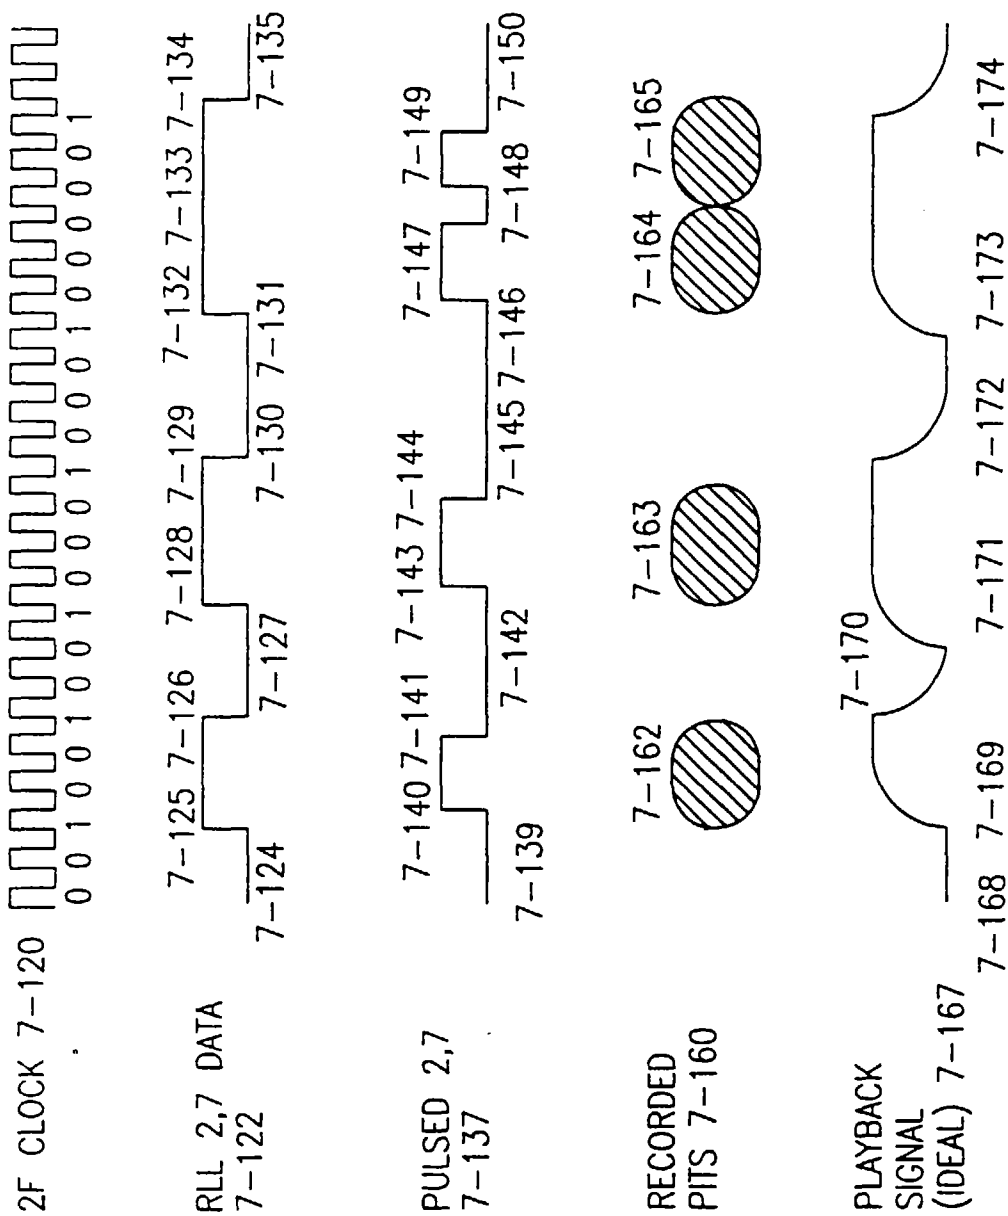 2F CLOCK 7-120
0 0 1 0 0 1 0 0 1 0 0 0 1 0 0 0 1 0 0 0 0 0 1
RLL 2,7 DATA
7-122
7-125 7-126 7-128 7-129 7-132 7-133 7-134
7-124 7-127 7-130 7-131 7-135
PULSED 2,7
7-137
7-140 7-141 7-143 7-144 7-147 7-149
7-139 7-142 7-145 7-146 7-148 7-150
RECORDED
PITS 7-160
7-162 7-163 7-164 7-165
PLAYBACK
SIGNAL
(IDEAL) 7-167
7-170
7-168 7-169 7-171 7-172 7-173 7-174